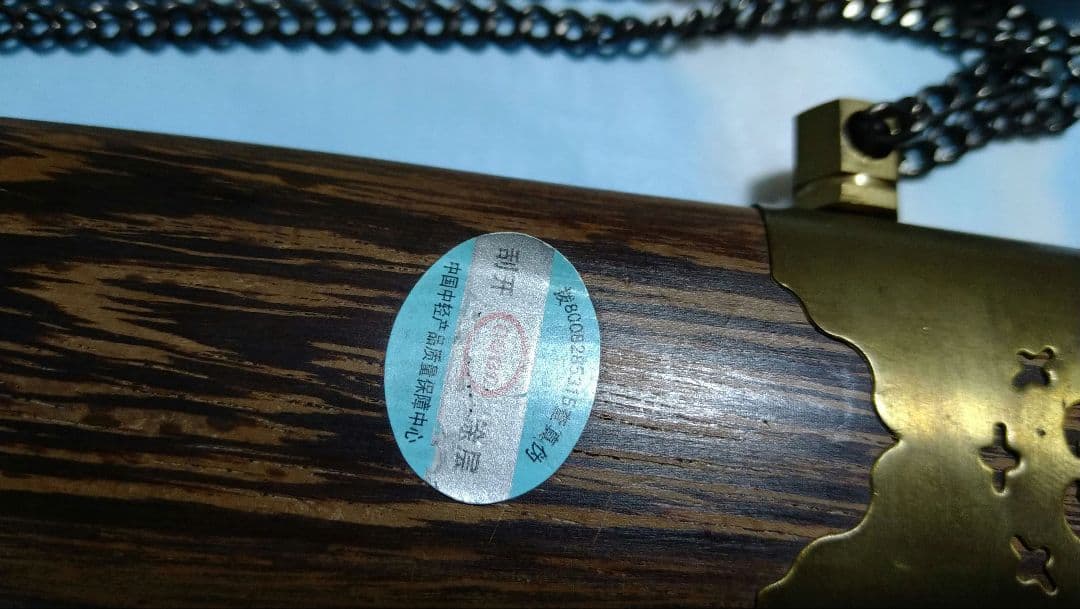 拨8008285315查真伪
刮开
涂层
中国中轻产品质量保障中心